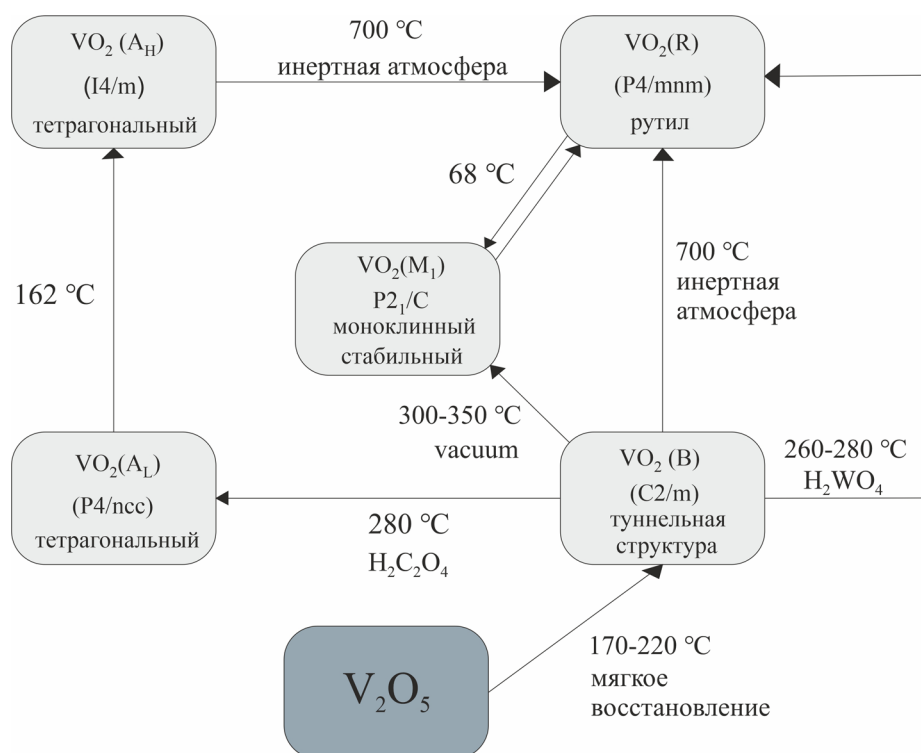 VO₂ (A_H)
(I4/m)
тетрагональный
700 °C
инертная атмосфера
VO₂(R)
(P4/mnm)
рутил
68 °C
VO₂(M₁)
P2₁/C
моноклинный
стабильный
162 °C
700 °C
инертная
атмосфера
300-350 °C
vacuum
VO₂(A_L)
(P4/ncc)
тетрагональный
VO₂ (B)
(C2/m)
туннельная
структура
260-280 °C
H₂WO₄
280 °C
H₂C₂O₄
V₂O₅
170-220 °C
мягкое
восстановление